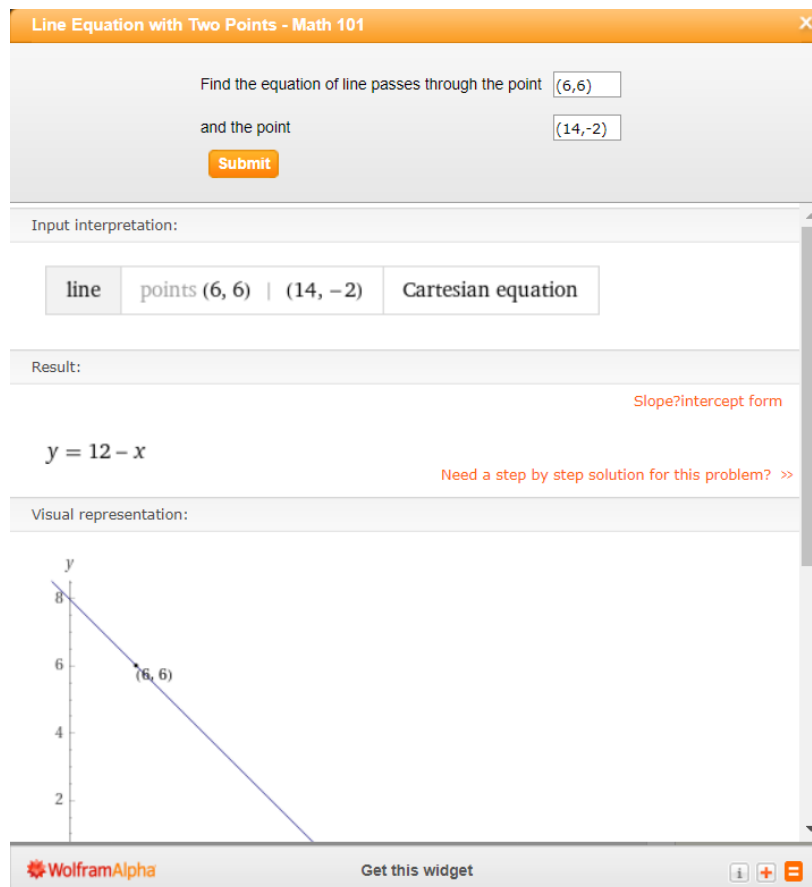 Line Equation with Two Points - Math 101
Find the equation of line passes through the point (6,6)
and the point (14,-2)
Submit
Input interpretation:
line points (6, 6) | (14, −2) Cartesian equation
Result:
Slope?intercept form
y = 12 − x
Need a step by step solution for this problem? >>
Visual representation:
y
8
6
(6, 6)
4
2
WolframAlpha Get this widget